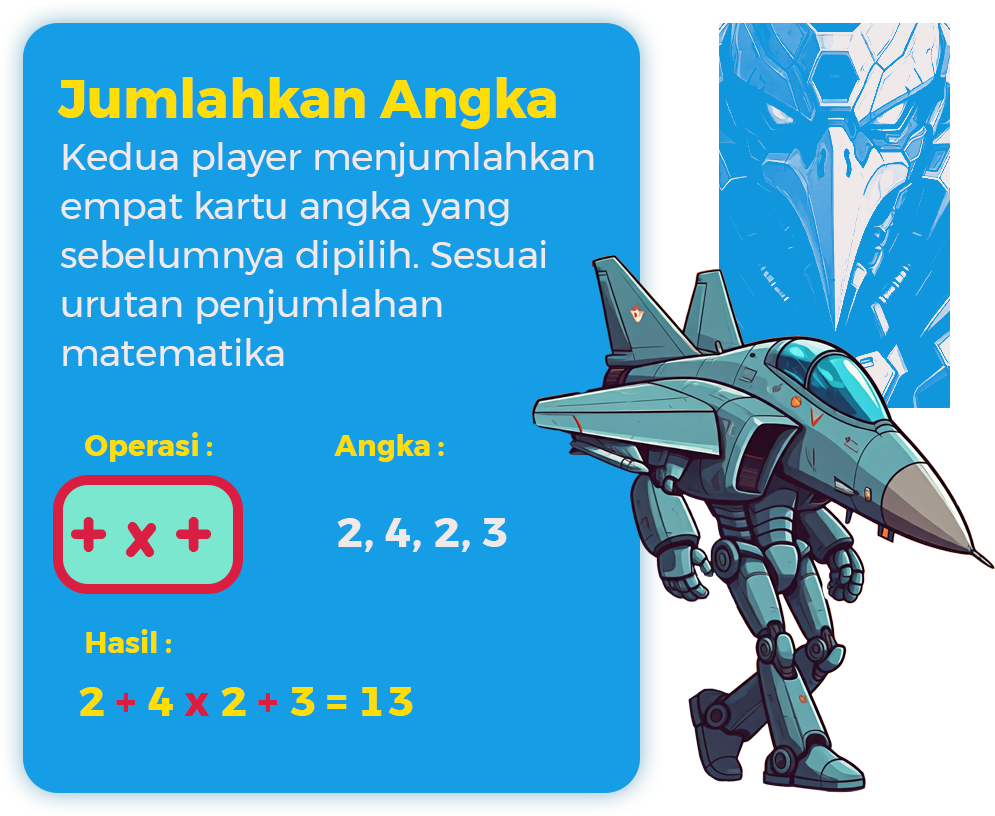 Jumlahkan Angka
Kedua player menjumlahkan
empat kartu angka yang
sebelumnya dipilih. Sesuai
urutan penjumlahan
matematika
Operasi :
Angka :
+ x +
2, 4, 2, 3
Hasil :
2 + 4 x 2 + 3 = 13